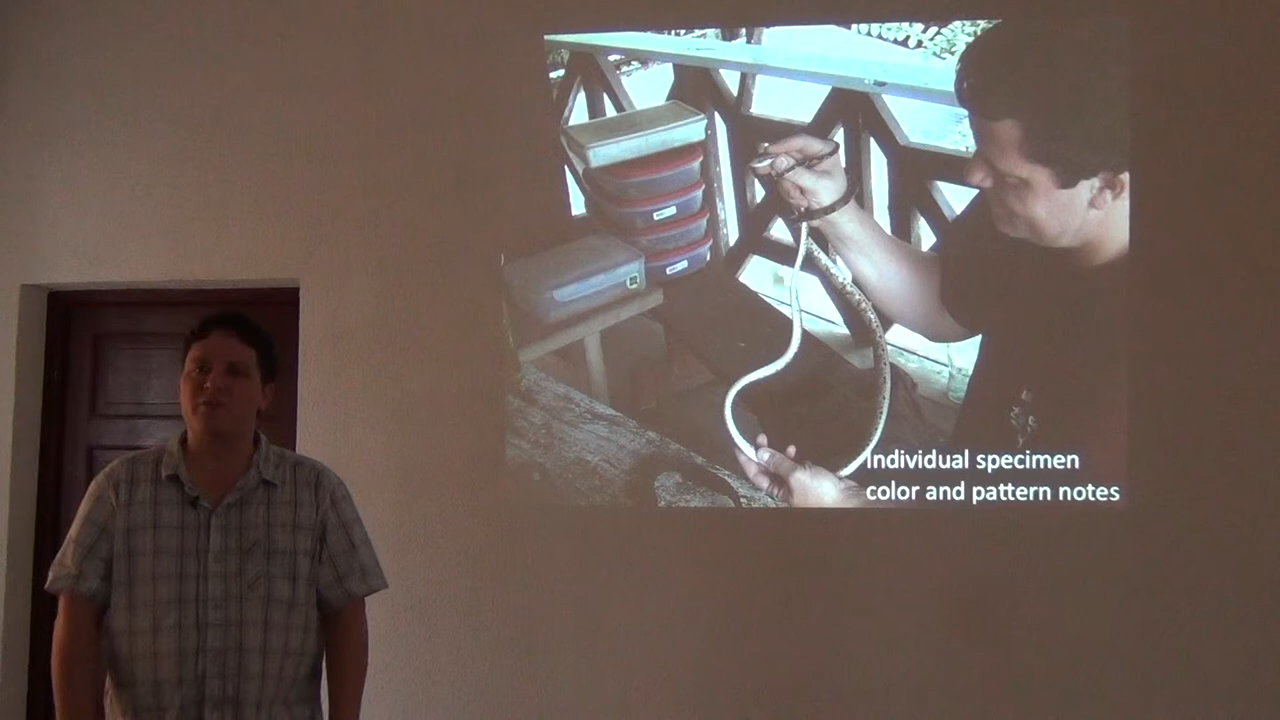 Individual specimen
color and pattern notes